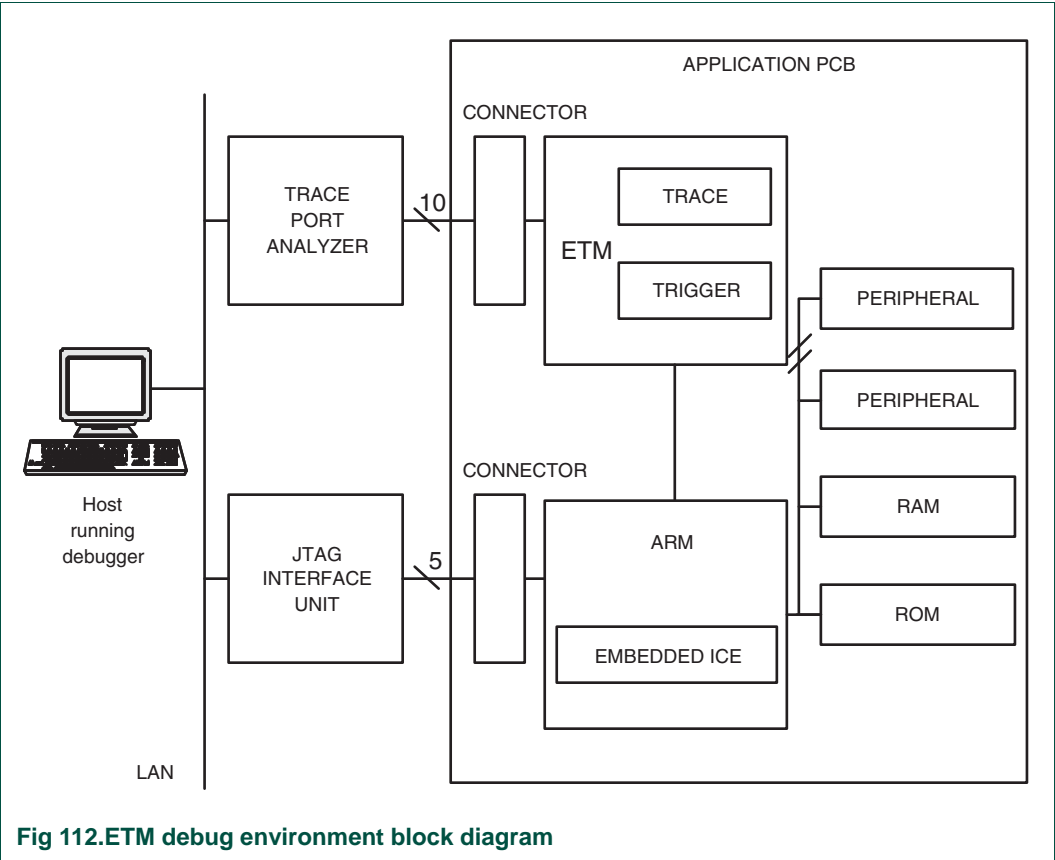 APPLICATION PCB
CONNECTOR
TRACE
PORT
ANALYZER
10
ETM
TRACE
TRIGGER
PERIPHERAL
PERIPHERAL
RAM
ROM
Host
running
debugger
CONNECTOR
JTAG
INTERFACE
UNIT
5
ARM
EMBEDDED ICE
LAN
Fig 112.ETM debug environment block diagram